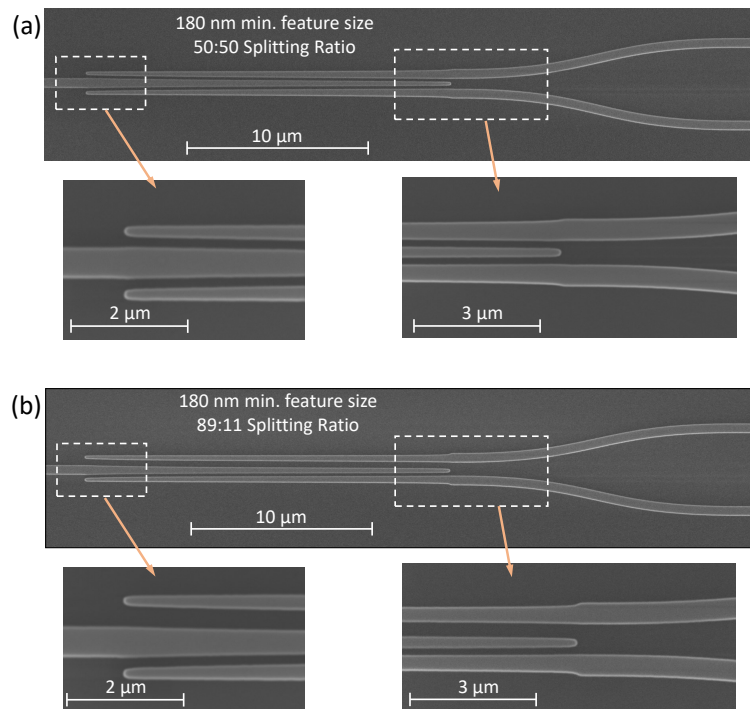 (a)
180 nm min. feature size
50:50 Splitting Ratio
10 µm
2 µm
3 µm
(b)
180 nm min. feature size
89:11 Splitting Ratio
10 µm
2 µm
3 µm